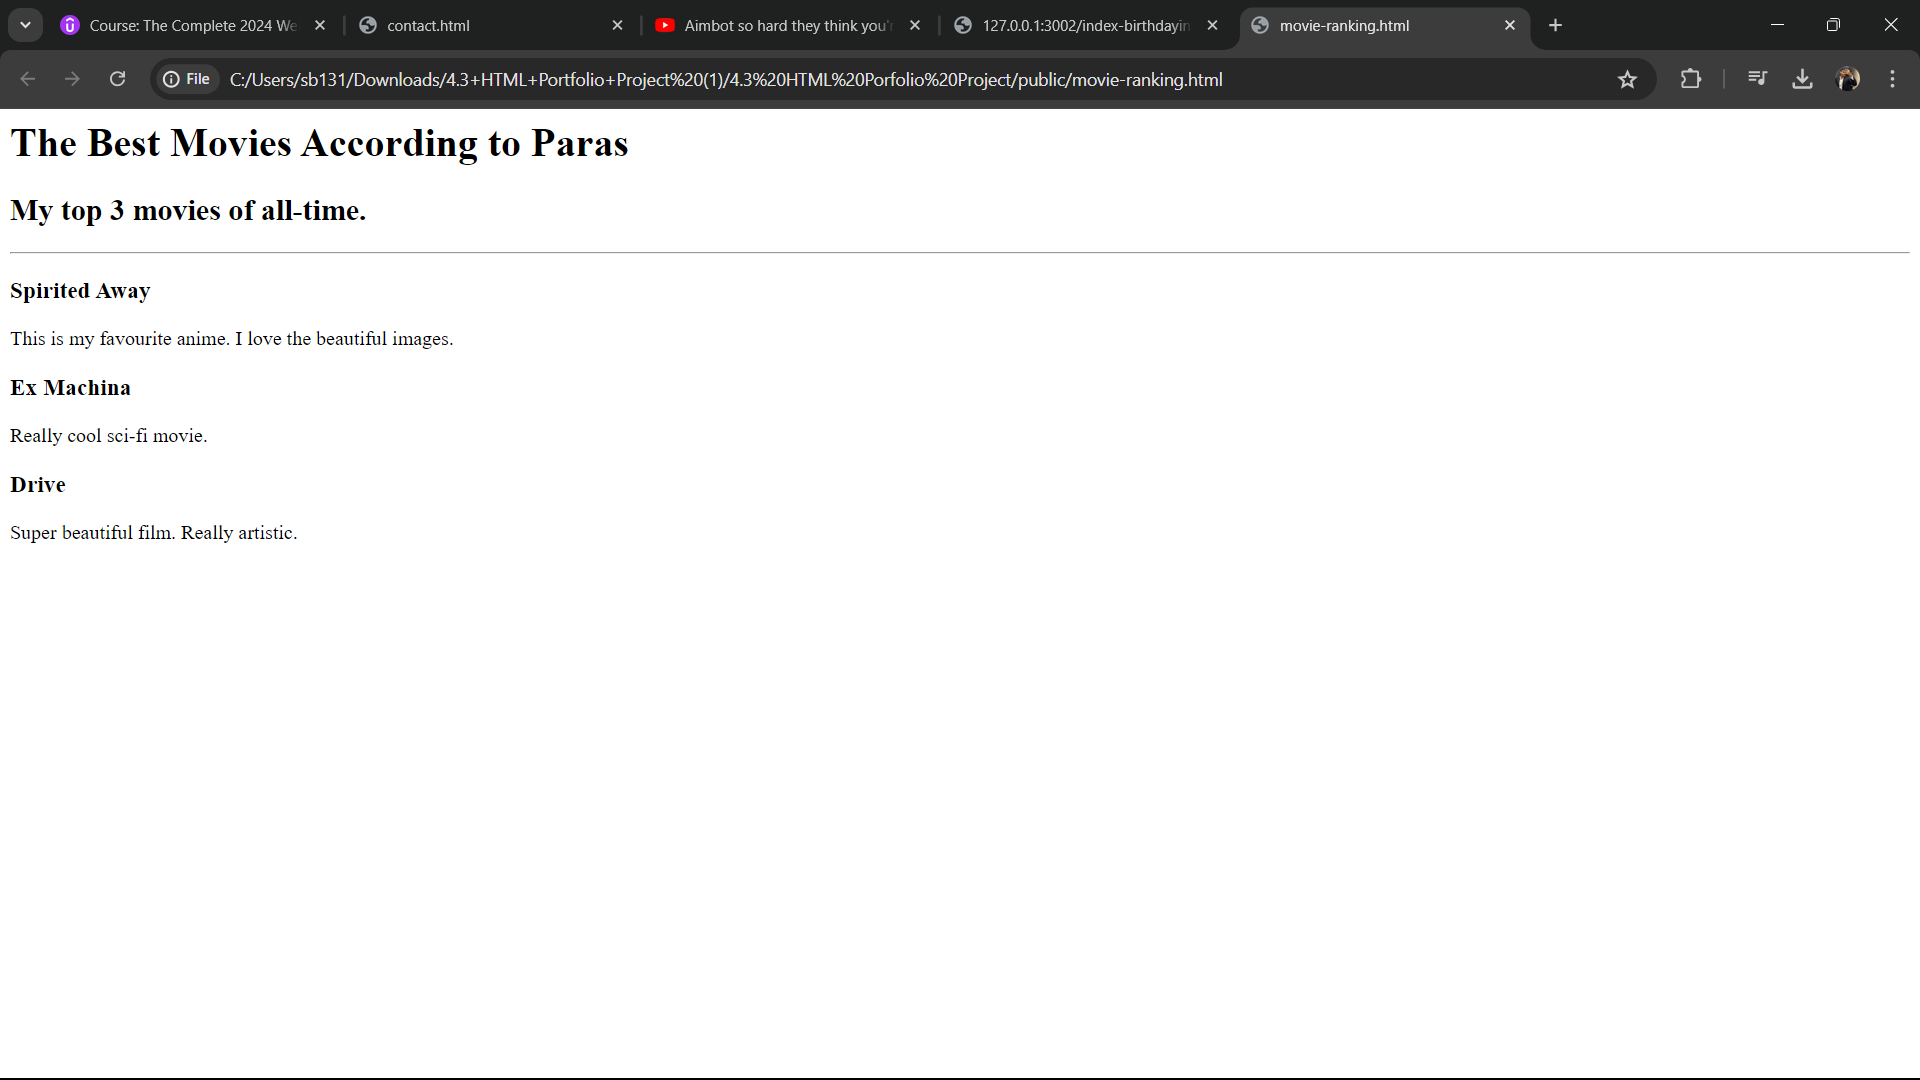 Course: The Complete 2024 We
contact.html
Aimbot so hard they think you'r
127.0.0.1:3002/index-birthdayin
movie-ranking.html
File
C:/Users/sb131/Downloads/4.3+HTML+Portfolio+Project%20(1)/4.3%20HTML%20Porfolio%20Project/public/movie-ranking.html
The Best Movies According to Paras
My top 3 movies of all-time.
Spirited Away
This is my favourite anime. I love the beautiful images.
Ex Machina
Really cool sci-fi movie.
Drive
Super beautiful film. Really artistic.